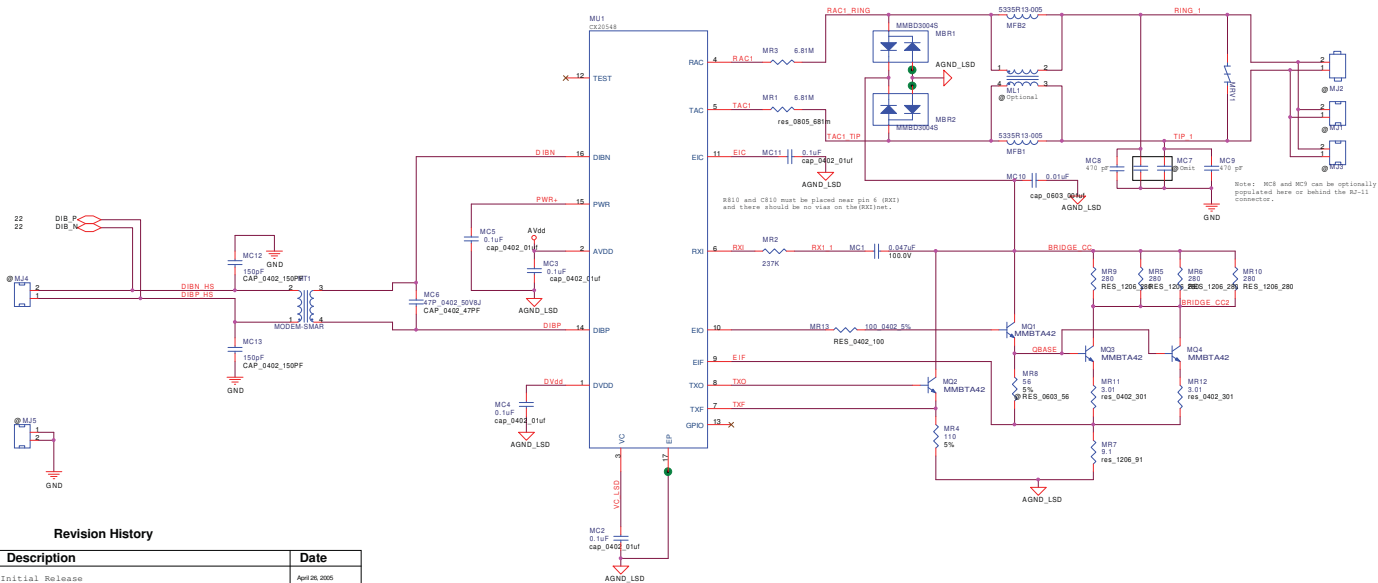 MU1
CX20548
TEST
12
DIBN
16
PWR
15
AVDD
2
DIBP
14
DVDD
1
VC
3
EP
17
RAC
4
TAC
5
EIC
11
RXI
6
EIO
10
EIF
9
TXO
8
TXF
7
GPIO
13
RAC1_RING
5335R13-005
MFB2
RING_1
MMBD3004S
MBR1
AGND_LSD
MBR2
MMBD3004S
RAC1
MR3 6.81M
TAC1
MR1 6.81M
res_0805_681m
TAC1_TIP
1 2
4 3
ML1
@Optional
5335R13-005
MFB1
TIP_1
MRV1
2
1
@MJ2
2
1
MJ1
2
1
MJ3
EIC
MC11 0.1uF
cap_0402_01uf
AGND_LSD
MC10 0.01uF
AGND_LSD
MC8
470 pF
MC7
@Omit
MC9
470 pF
GND
Note: MC8 and MC9 can be optionally
populated here or behind the RJ-11
connector.
R810 and C810 must be placed near pin 6 (RXI)
and there should be no vias on the(RXI)net.
DIBN
PWR+
MC5
0.1uF
AVdd
MC3
0.1uF
AGND_LSD
22 DIB_P
22 DIB_N
MC12
150pF
GND
@MJ4
2
1
DIBN_HS
DIBP_HS
2 3
1 4
MODEM-SMAR
MC6
47P_0402_50V8J
CAP_0402_47PF
DIBP
MC13
150pF
CAP_0402_150PF
GND
DVdd
MC4
0.1uF
cap_0402_01uf
AGND_LSD
@MJ5
1
2
GND
RXI
MR2
237K
RX1_1
MC1 0.047uF
100.0V
BRIDGE_CC
MR9
280
MR5
280
MR6
280
MR10
280
BRIDGE_CC2
EIO
MR13 100_0402_5%
RES_0402_100
MQ1
MMBTA42
QBASE
MQ3
MMBTA42
MQ4
MMBTA42
EIF
TXO
TXF
MQ2
MMBTA42
MR8
56
5%
@RES_0603_56
MR11
3.01
res_0402_301
MR12
3.01
res_0402_301
MR4
110
5%
MR7
9.1
res_1206_91
AGND_LSD
VC_LSD
MC2
0.1uF
cap_0402_01uf
AGND_LSD
Revision History
Description Date
Initial Release April 26, 2005